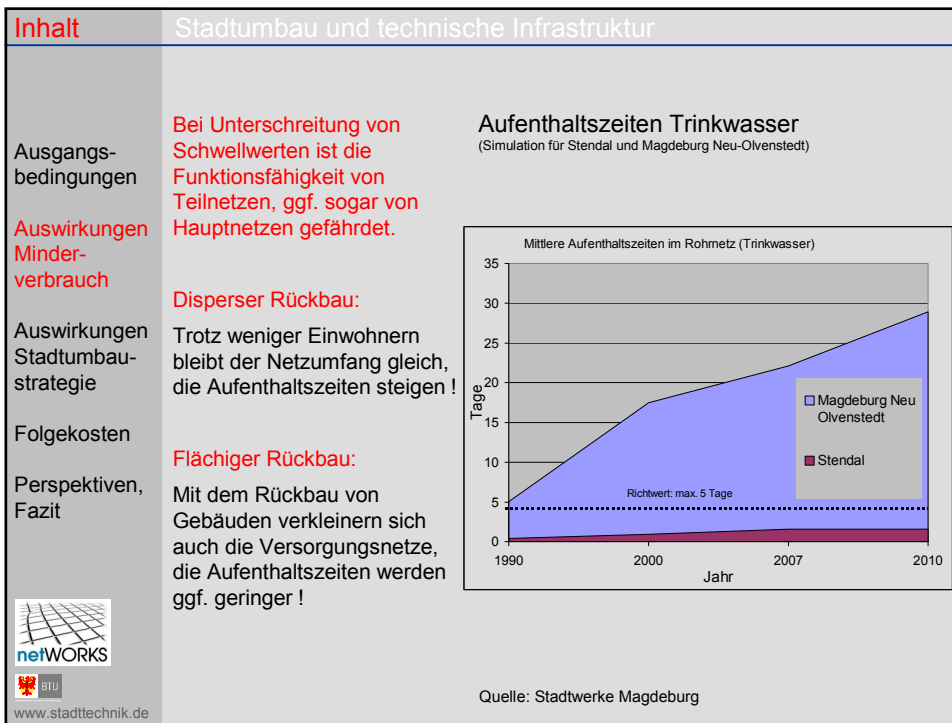 Inhalt
Stadtumbau und technische Infrastruktur
Ausgangs-
bedingungen
Auswirkungen
Minder-
verbrauch
Auswirkungen
Stadtumbau-
strategie
Folgekosten
Perspektiven,
Fazit
netWORKS
BTU
www.stadttechnik.de
Bei Unterschreitung von
Schwellwerten ist die
Funktionsfähigkeit von
Teilnetzen, ggf. sogar von
Hauptnetzen gefährdet.
Disperser Rückbau:
Trotz weniger Einwohnern
bleibt der Netzumfang gleich,
die Aufenthaltszeiten steigen !
Flächiger Rückbau:
Mit dem Rückbau von
Gebäuden verkleinern sich
auch die Versorgungsnetze,
die Aufenthaltszeiten werden
ggf. geringer !
Aufenthaltszeiten Trinkwasser
(Simulation für Stendal und Magdeburg Neu-Olvenstedt)
Mittlere Aufenthaltszeiten im Rohrnetz (Trinkwasser)
35
30
25
20
15
10
5
0
Tage
Magdeburg Neu
Olvenstedt
Stendal
Richtwert: max. 5 Tage
1990
2000
2007
2010
Jahr
Quelle: Stadtwerke Magdeburg